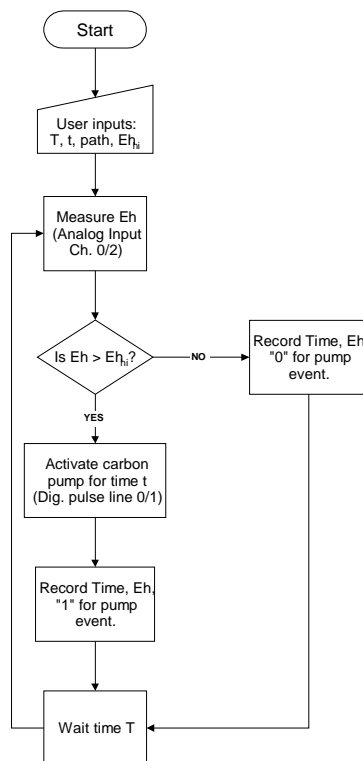 Start
User inputs:
T, t, path, Eh_hi
Measure Eh
(Analog Input
Ch. 0/2)
Is Eh > Eh_hi?
NO
Record Time, Eh,
"0" for pump
event.
YES
Activate carbon
pump for time t
(Dig. pulse line 0/1)
Record Time, Eh,
"1" for pump
event.
Wait time T